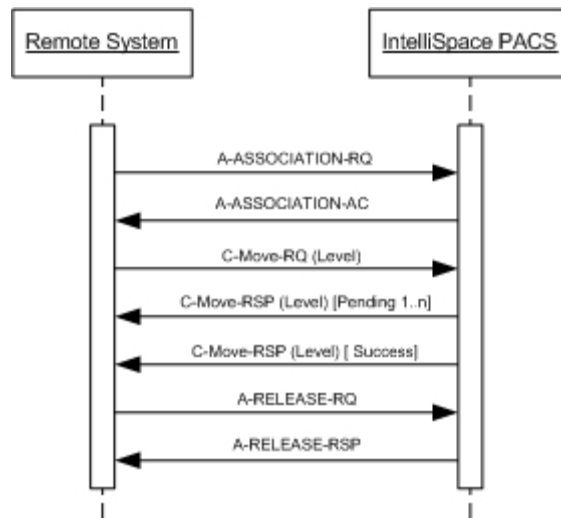 Remote System
IntelliSpace PACS
A-ASSOCIATION-RQ
A-ASSOCIATION-AC
C-Move-RQ (Level)
C-Move-RSP (Level) [Pending 1..n]
C-Move-RSP (Level) [ Success]
A-RELEASE-RQ
A-RELEASE-RSP